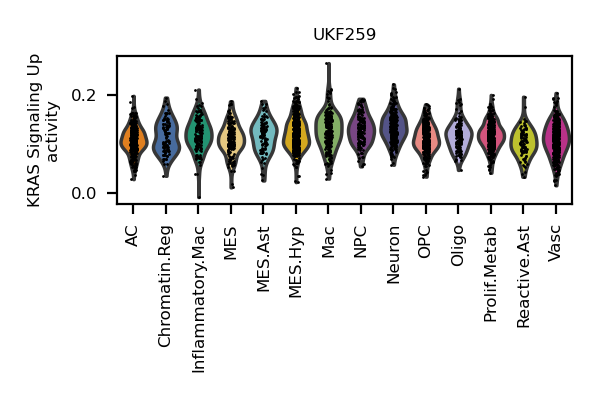 UKF259
KRAS Signaling Up
activity
0.2
0.0
AC
Chromatin.Reg
Inflammatory.Mac
MES
MES.Ast
MES.Hyp
Mac
NPC
Neuron
OPC
Oligo
Prolif.Metab
Reactive.Ast
Vasc